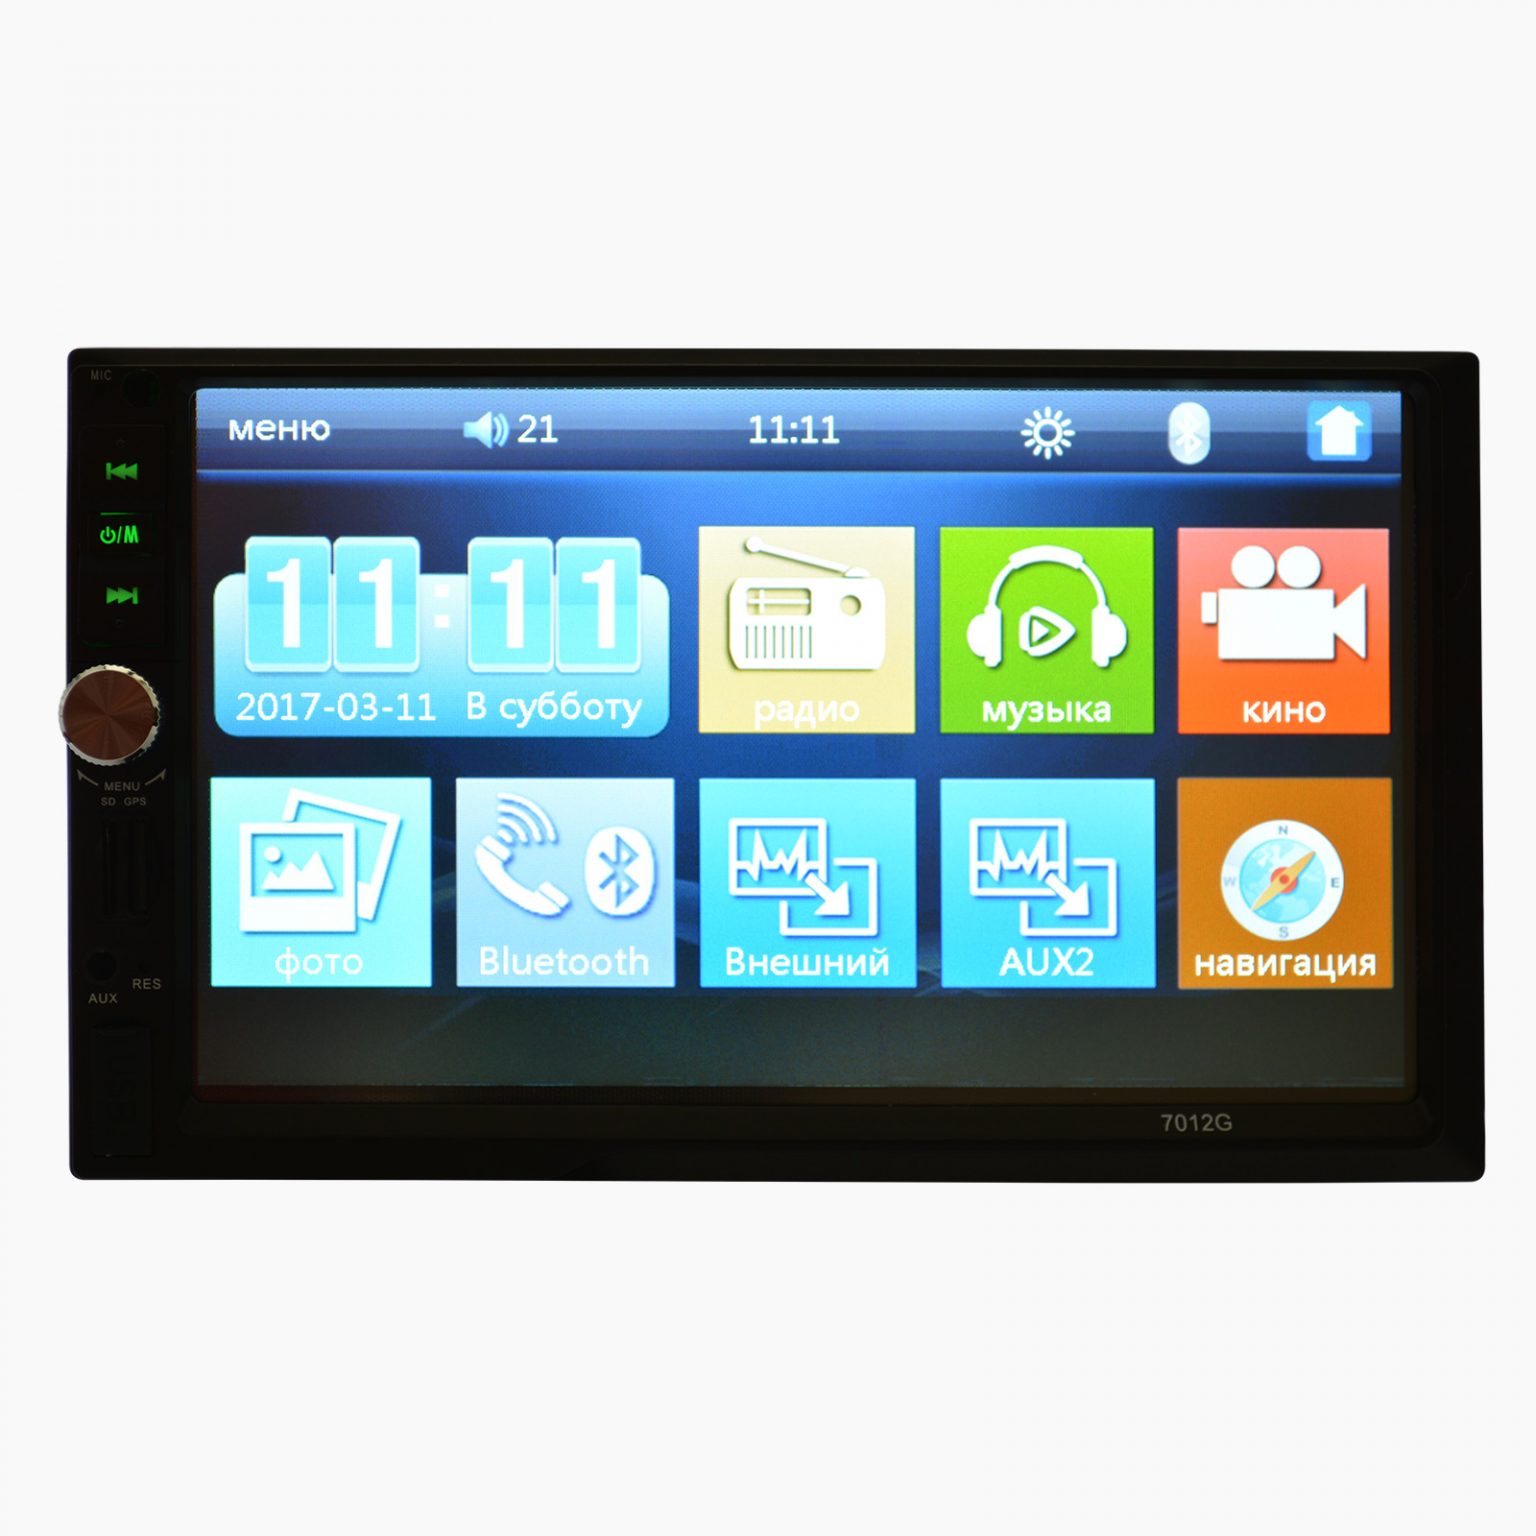 MIC
меню 21 11:11
⏻/M
11:11
2017-03-11 В субботу
радио
музыка
кино
MENU
SD GPS
фото
Bluetooth
Внешний
AUX2
N
W E
S
навигация
RES
AUX
USB
7012G